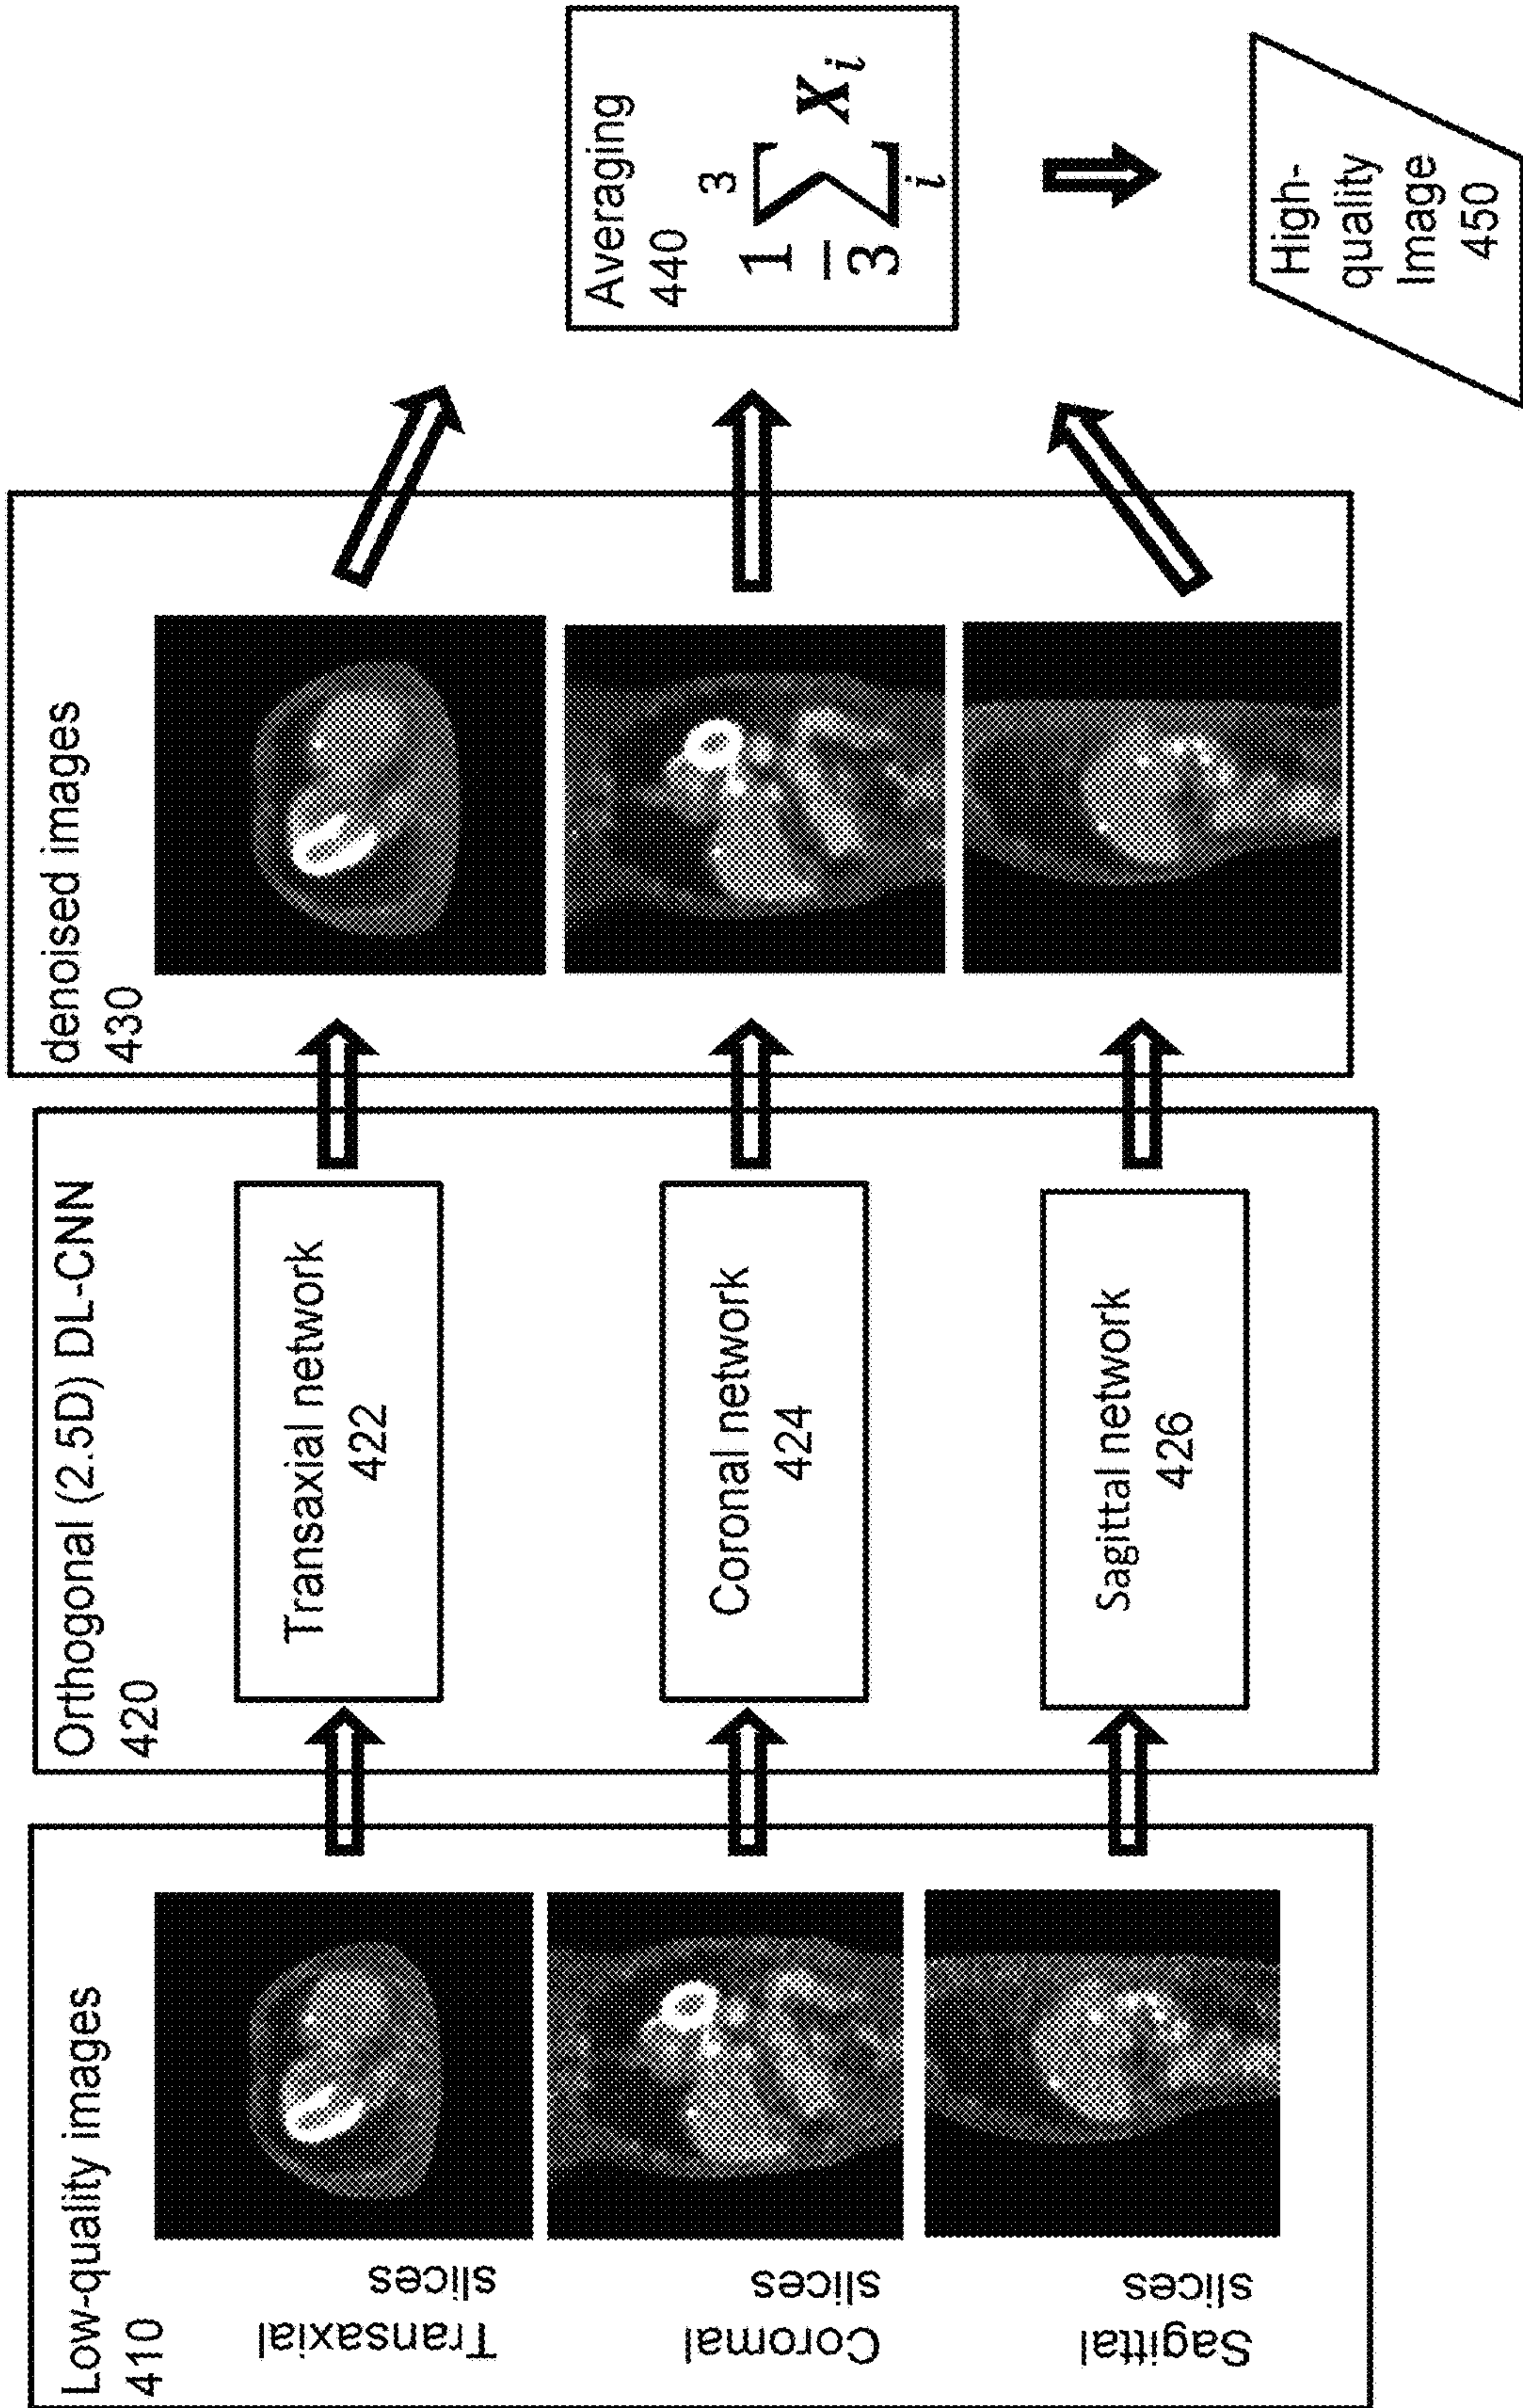 Low-quality images
410
Transaxial
slices
Coromal
slices
Sagittal
slices
Orthogonal (2.5D) DL-CNN
420
Transaxial network
422
Coronal network
424
Sagittal network
426
denoised images
430
Averaging
440
1/3 ∑_i^3 x_i
High-
quality
Image
450